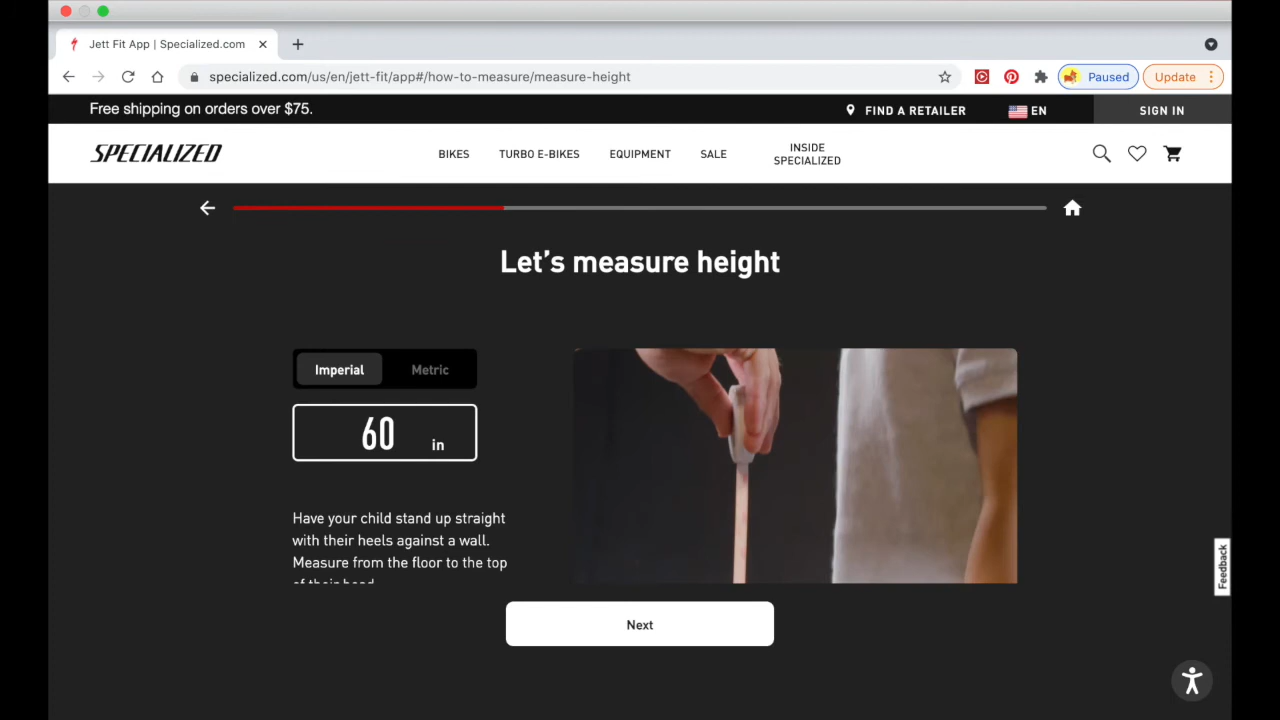 Jett Fit App | Specialized.com
specialized.com/us/en/jett-fit/app#/how-to-measure/measure-height
Paused
Update
Free shipping on orders over $75.
FIND A RETAILER
EN
SIGN IN
SPECIALIZED
BIKES
TURBO E-BIKES
EQUIPMENT
SALE
INSIDE
SPECIALIZED
Let's measure height
Imperial
Metric
60 in
Have your child stand up straight
with their heels against a wall.
Measure from the floor to the top
of their head.
Next
Feedback